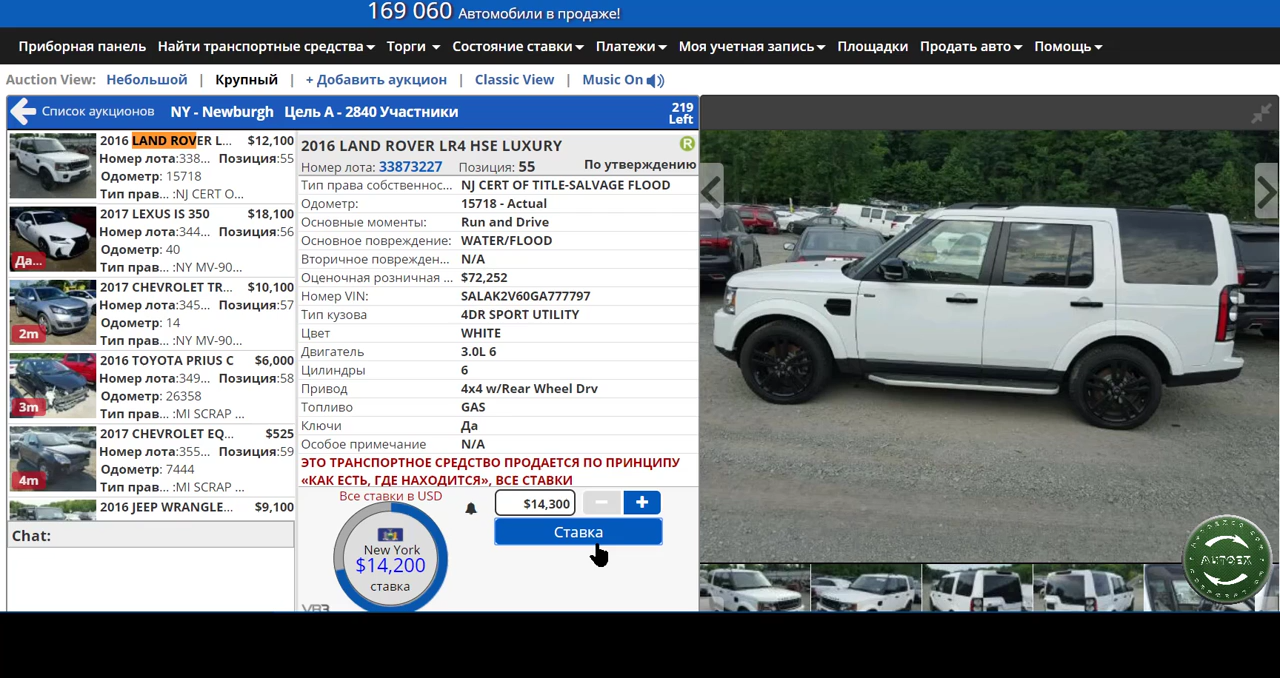 169 060 Автомобили в продаже!
Приборная панель Найти транспортные средства Торги Состояние ставки Платежи Моя учетная запись Площадки Продать авто Помощь
Auction View: Небольшой | Крупный | + Добавить аукцион | Classic View | Music On
Список аукционов NY - Newburgh Цель A - 2840 Участники 219 Left
2016 LAND ROVER L... $12,100
Номер лота:338... Позиция:55
Одометр: 15718
Тип прав... :NJ CERT O...
2017 LEXUS IS 350 $18,100
Номер лота:344... Позиция:56
Одометр: 40
Да...
Тип прав... :NY MV-90...
2017 CHEVROLET TR... $10,100
Номер лота:345... Позиция:57
Одометр: 14
2m
Тип прав... :NY MV-90...
2016 TOYOTA PRIUS C $6,000
Номер лота:349... Позиция:58
Одометр: 26358
3m
Тип прав... :MI SCRAP ...
2017 CHEVROLET EQ... $525
Номер лота:355... Позиция:59
Одометр: 7444
4m
Тип прав... :MI SCRAP ...
2016 JEEP WRANGLE... $9,100
Chat:
2016 LAND ROVER LR4 HSE LUXURY R
Номер лота: 33873227 Позиция: 55 По утверждению
Тип права собственнос... NJ CERT OF TITLE-SALVAGE FLOOD
Одометр: 15718 - Actual
Основные моменты: Run and Drive
Основное повреждение: WATER/FLOOD
Вторичное поврежден... N/A
Оценочная розничная ... $72,252
Номер VIN: SALAK2V60GA777797
Тип кузова 4DR SPORT UTILITY
Цвет WHITE
Двигатель 3.0L 6
Цилиндры 6
Привод 4x4 w/Rear Wheel Drv
Топливо GAS
Ключи Да
Особое примечание N/A
ЭТО ТРАНСПОРТНОЕ СРЕДСТВО ПРОДАЕТСЯ ПО ПРИНЦИПУ
«КАК ЕСТЬ, ГДЕ НАХОДИТСЯ», ВСЕ СТАВКИ
Все ставки в USD
New York
$14,200
ставка
VB3
$14,300 − +
Ставка
AUTOEX